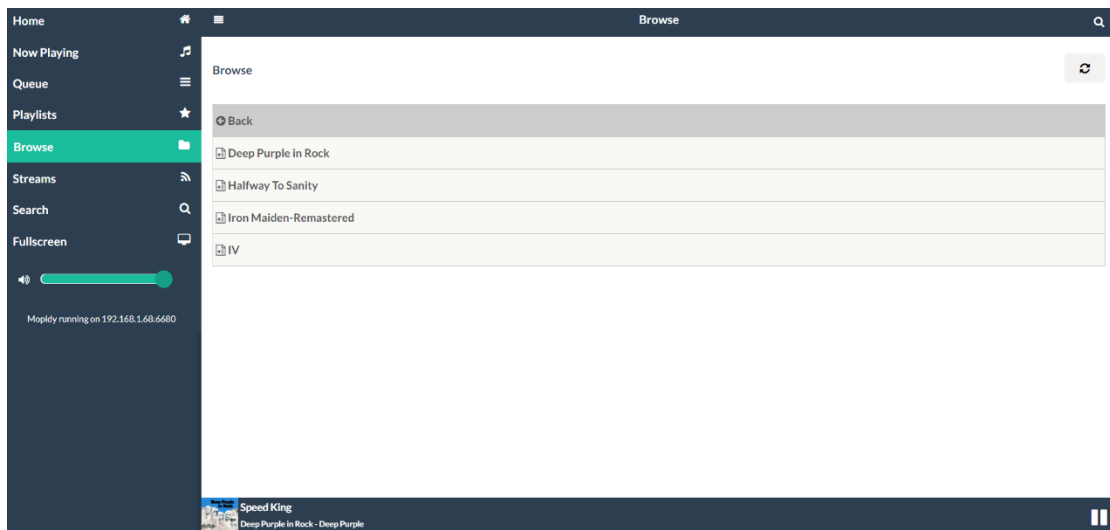 Home
Now Playing
Queue
Playlists
Browse
Streams
Search
Fullscreen
Mopidy running on 192.168.1.68:6680
Browse
Browse
Back
Deep Purple in Rock
Halfway To Sanity
Iron Maiden-Remastered
IV
Speed King
Deep Purple in Rock - Deep Purple